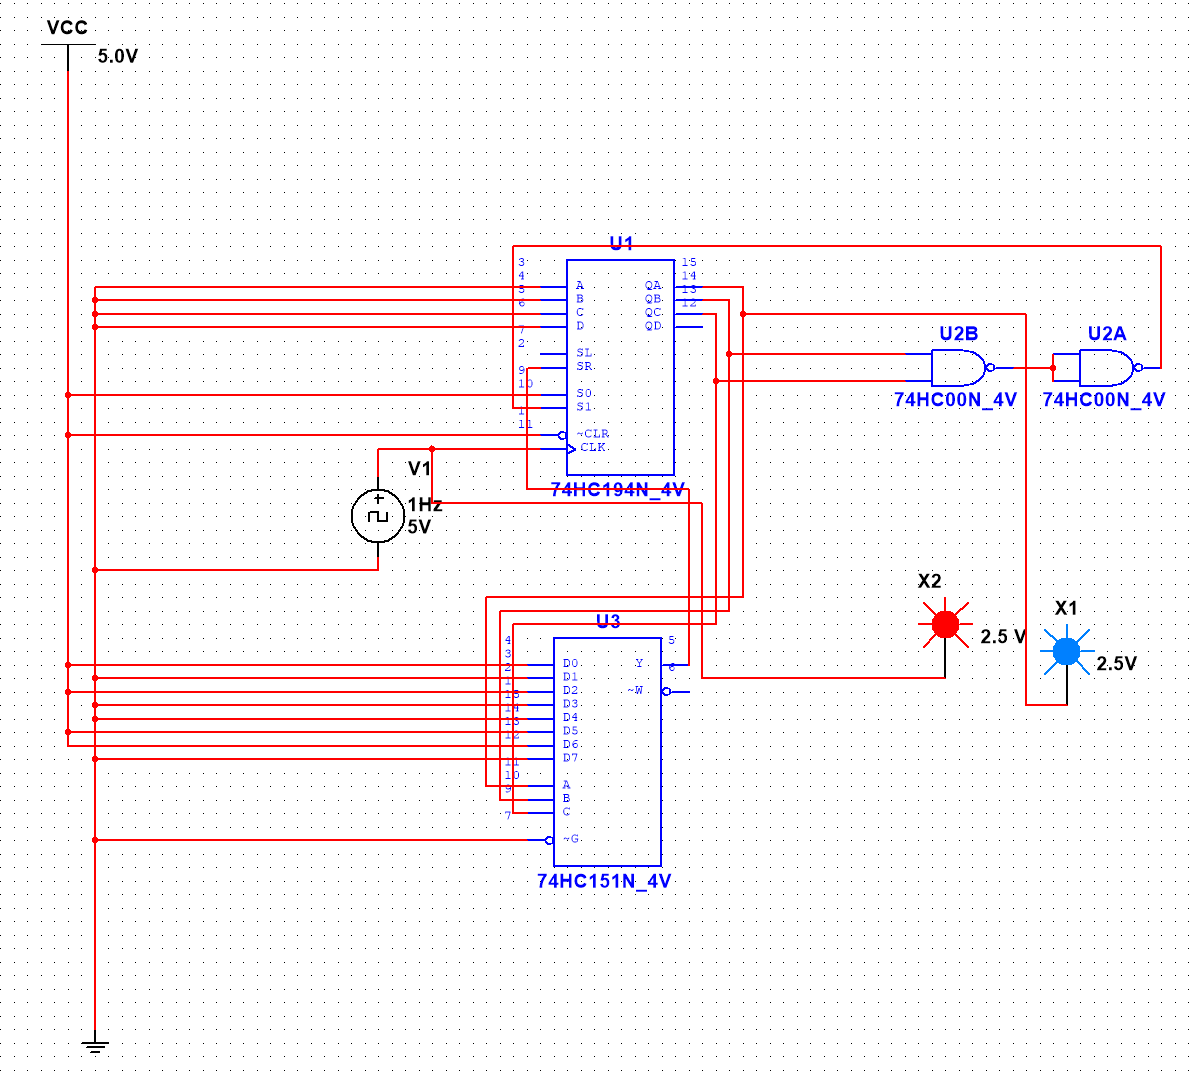 VCC
5.0V
U1
3
4
5
6
7
2
9
10
1
11
A
B
C
D
SL
SR
S0
S1
~CLR
CLK
15
14
13
12
QA
QB
QC
QD
74HC194N_4V
U2B
74HC00N_4V
U2A
74HC00N_4V
V1
1Hz
5V
X2
2.5 V
X1
2.5V
U3
4
3
2
1
15
14
13
12
11
10
9
7
D0
D1
D2
D3
D4
D5
D6
D7
A
B
C
~G
5
6
Y
~W
74HC151N_4V